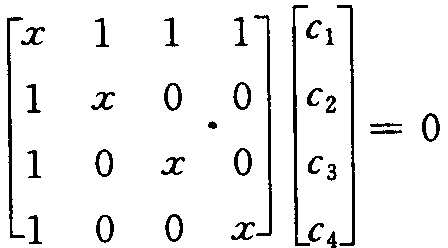 x 1 1 1 c₁
1 x 0 0 c₂
· = 0
1 0 x 0 c₃
1 0 0 x c₄